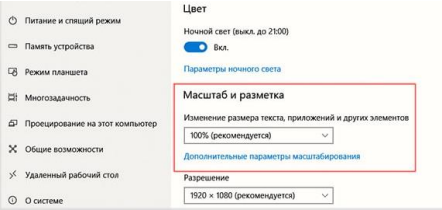 Питание и спящий режим
Память устройства
Режим планшета
Многозадачность
Проецирование на этот компьютер
Общие возможности
Удаленный рабочий стол
О системе
Цвет
Ночной свет (выкл. до 21:00)
Вкл.
Параметры ночного света
Масштаб и разметка
Изменение размера текста, приложений и других элементов
100% (рекомендуется)
Дополнительные параметры масштабирования
Разрешение
1920 × 1080 (рекомендуется)